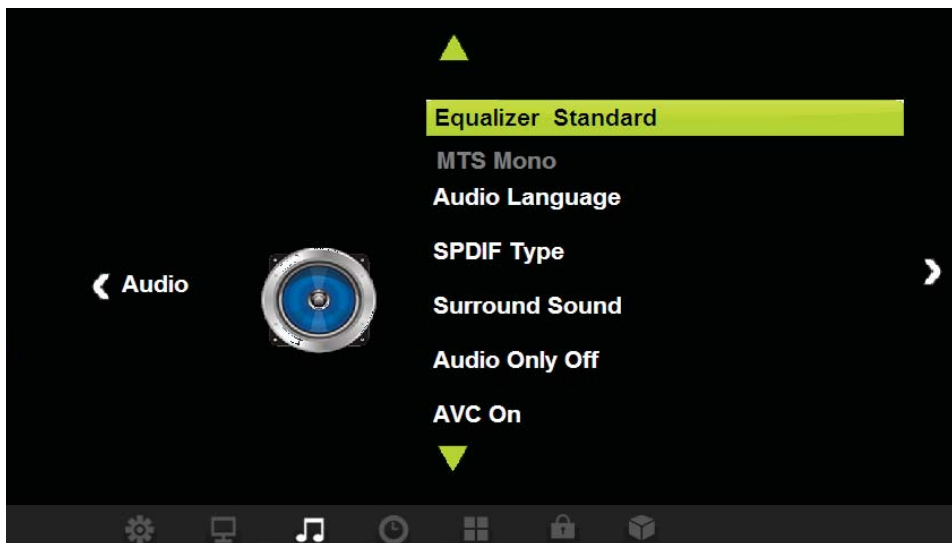 Equalizer Standard
MTS Mono
Audio Language
SPDIF Type
Audio
Surround Sound
Audio Only Off
AVC On